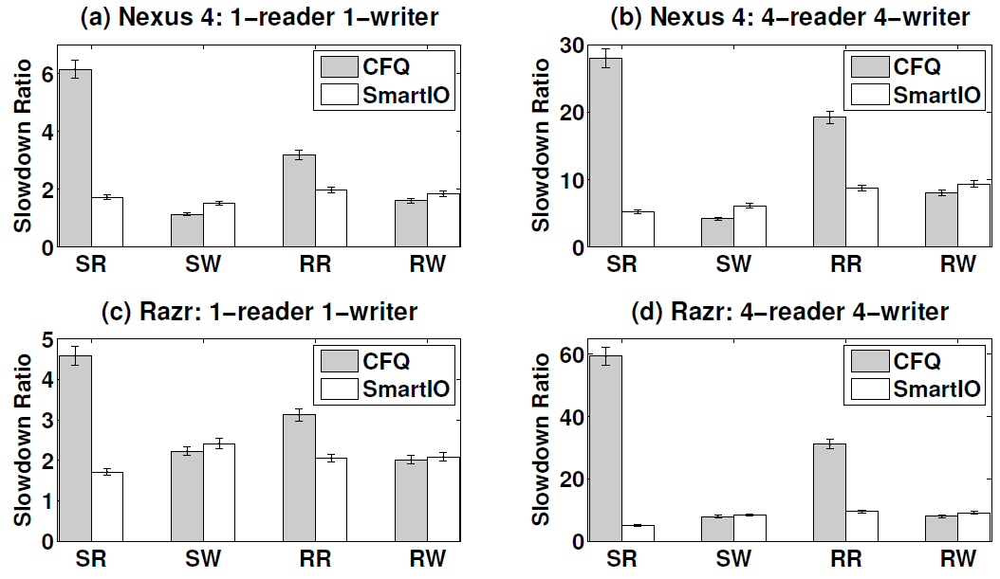 (a) Nexus 4: 1−reader 1−writer
Slowdown Ratio
6
4
2
0
CFQ
SmartIO
SR SW RR RW
(b) Nexus 4: 4−reader 4−writer
Slowdown Ratio
30
20
10
0
CFQ
SmartIO
SR SW RR RW
(c) Razr: 1−reader 1−writer
Slowdown Ratio
5
4
3
2
1
0
CFQ
SmartIO
SR SW RR RW
(d) Razr: 4−reader 4−writer
Slowdown Ratio
60
40
20
0
CFQ
SmartIO
SR SW RR RW